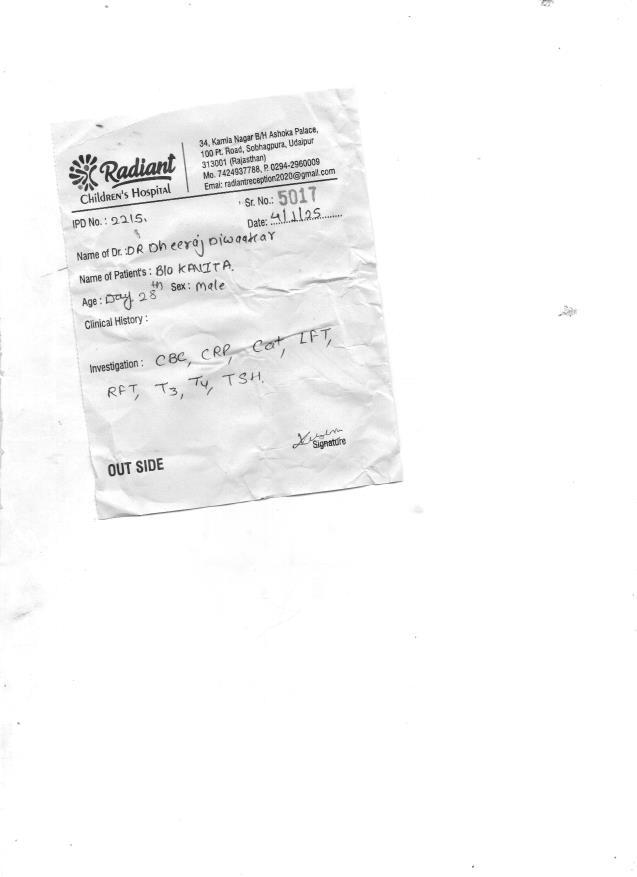 Radiant
Children's Hospital
34, Kamla Nagar B/H Ashoka Palace,
100 Ft. Road, Sobhagpura, Udaipur
313001 (Rajasthan)
Mo. 7424937788, P. 0294-2960009
Emai: radiantreception2020@gmail.com
IPD No. : 2215.
Sr. No.: 5017
Date: 4/1/25
Name of Dr. : DR Dheeraj Diwaakar
Name of Patient's : B/o KANITA.
Age : Day 28th Sex : Male
Clinical History :
Investigation : CBC, CRP, Cat, LFT,
RFT, T3, T4, TSH.
Signature
OUT SIDE